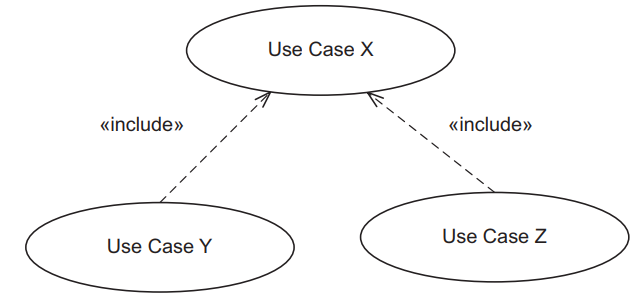 Use Case X
«include»
«include»
Use Case Y
Use Case Z